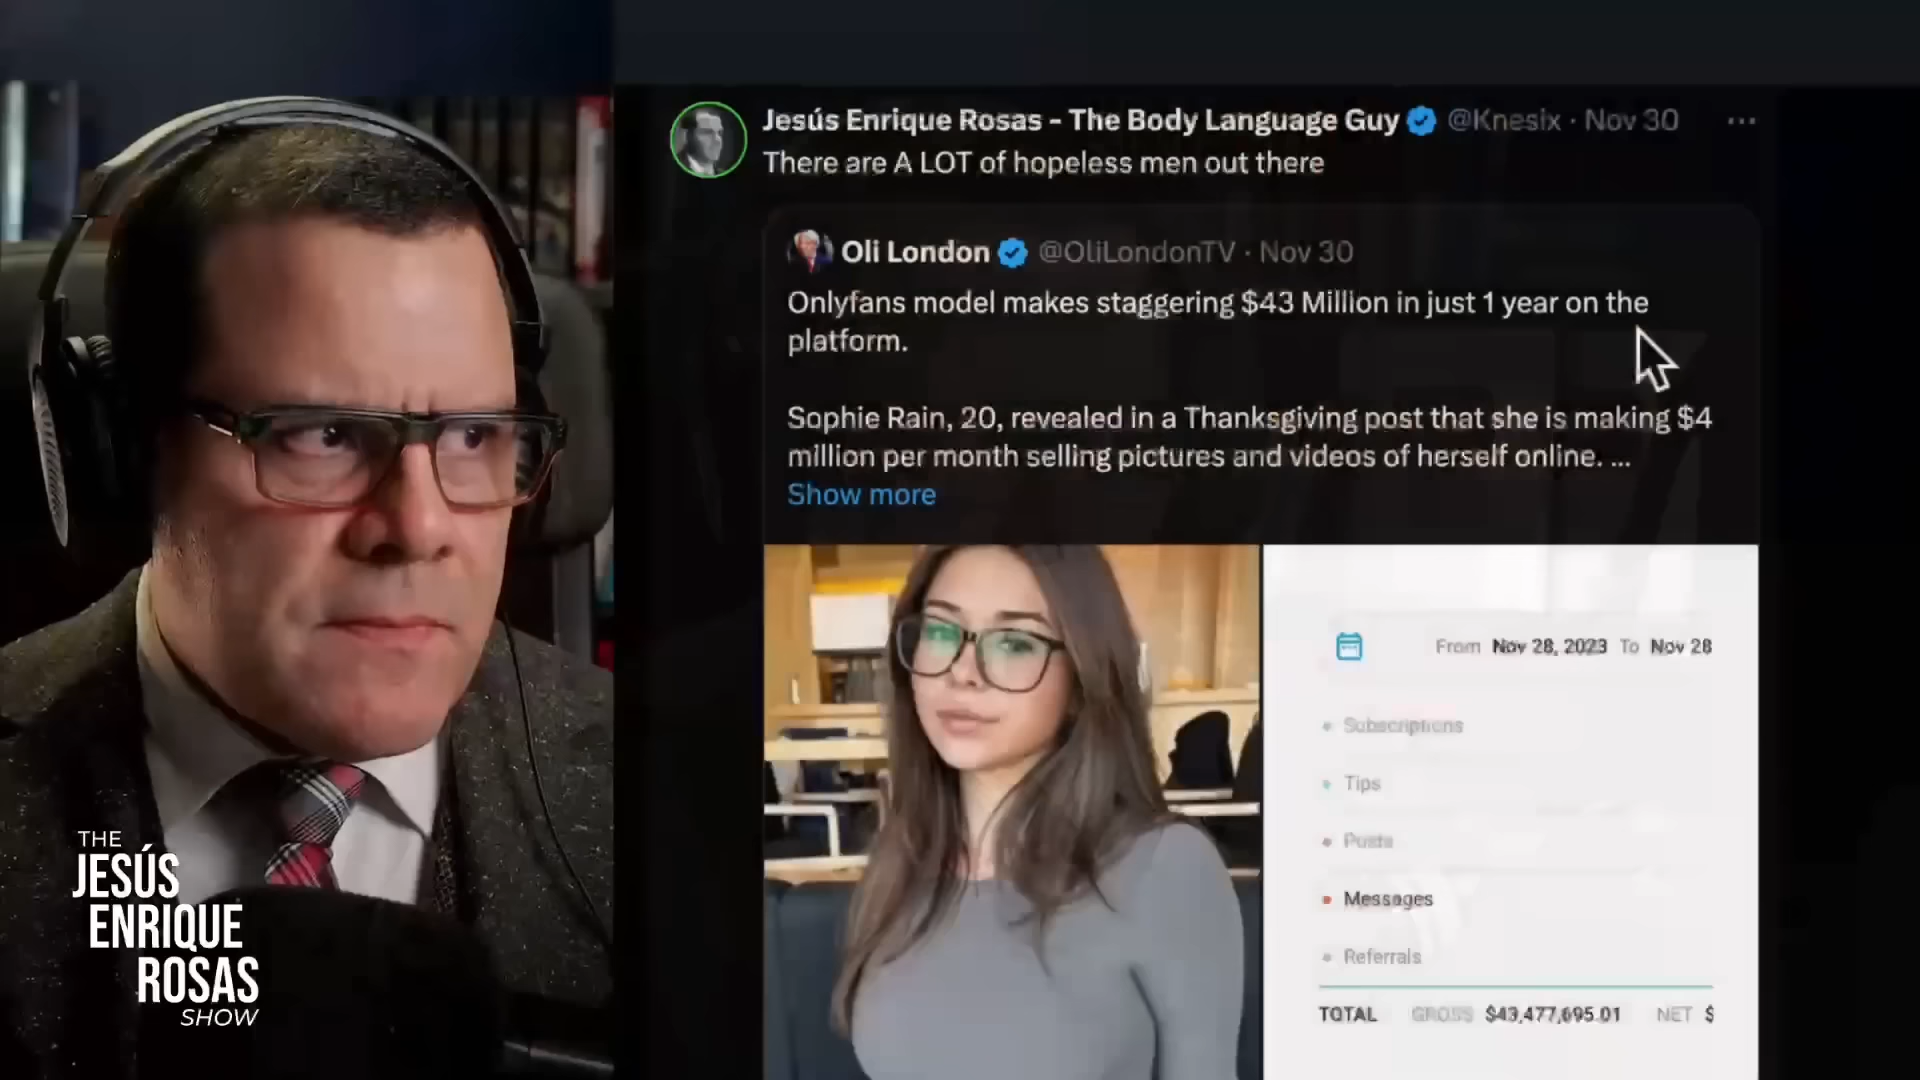 Jesús Enrique Rosas - The Body Language Guy @Knesix · Nov 30 ...
There are A LOT of hopeless men out there
Oli London @OliLondonTV · Nov 30
Onlyfans model makes staggering $43 Million in just 1 year on the
platform.
Sophie Rain, 20, revealed in a Thanksgiving post that she is making $4
million per month selling pictures and videos of herself online. ...
Show more
From Nov 28, 2023 To Nov 28
Subscriptions
Tips
Posts
Messages
Referrals
TOTAL GROSS $43,477,695.01 NET $
THE
JESÚS
ENRIQUE
ROSAS
SHOW